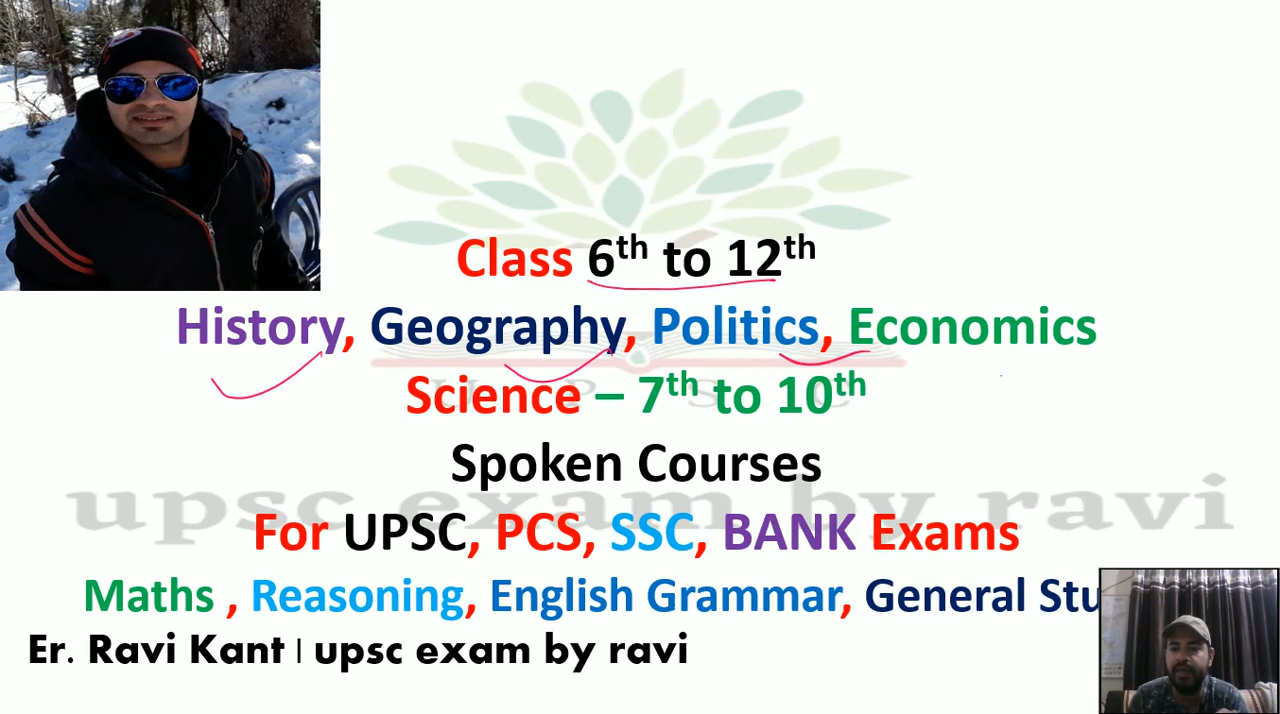 Class 6th to 12th
History, Geography, Politics, Economics
U P S C
Science – 7th to 10th
Spoken Courses
upsc exam by ravi
For UPSC, PCS, SSC, BANK Exams
Maths , Reasoning, English Grammar, General Stu
Er. Ravi Kant | upsc exam by ravi